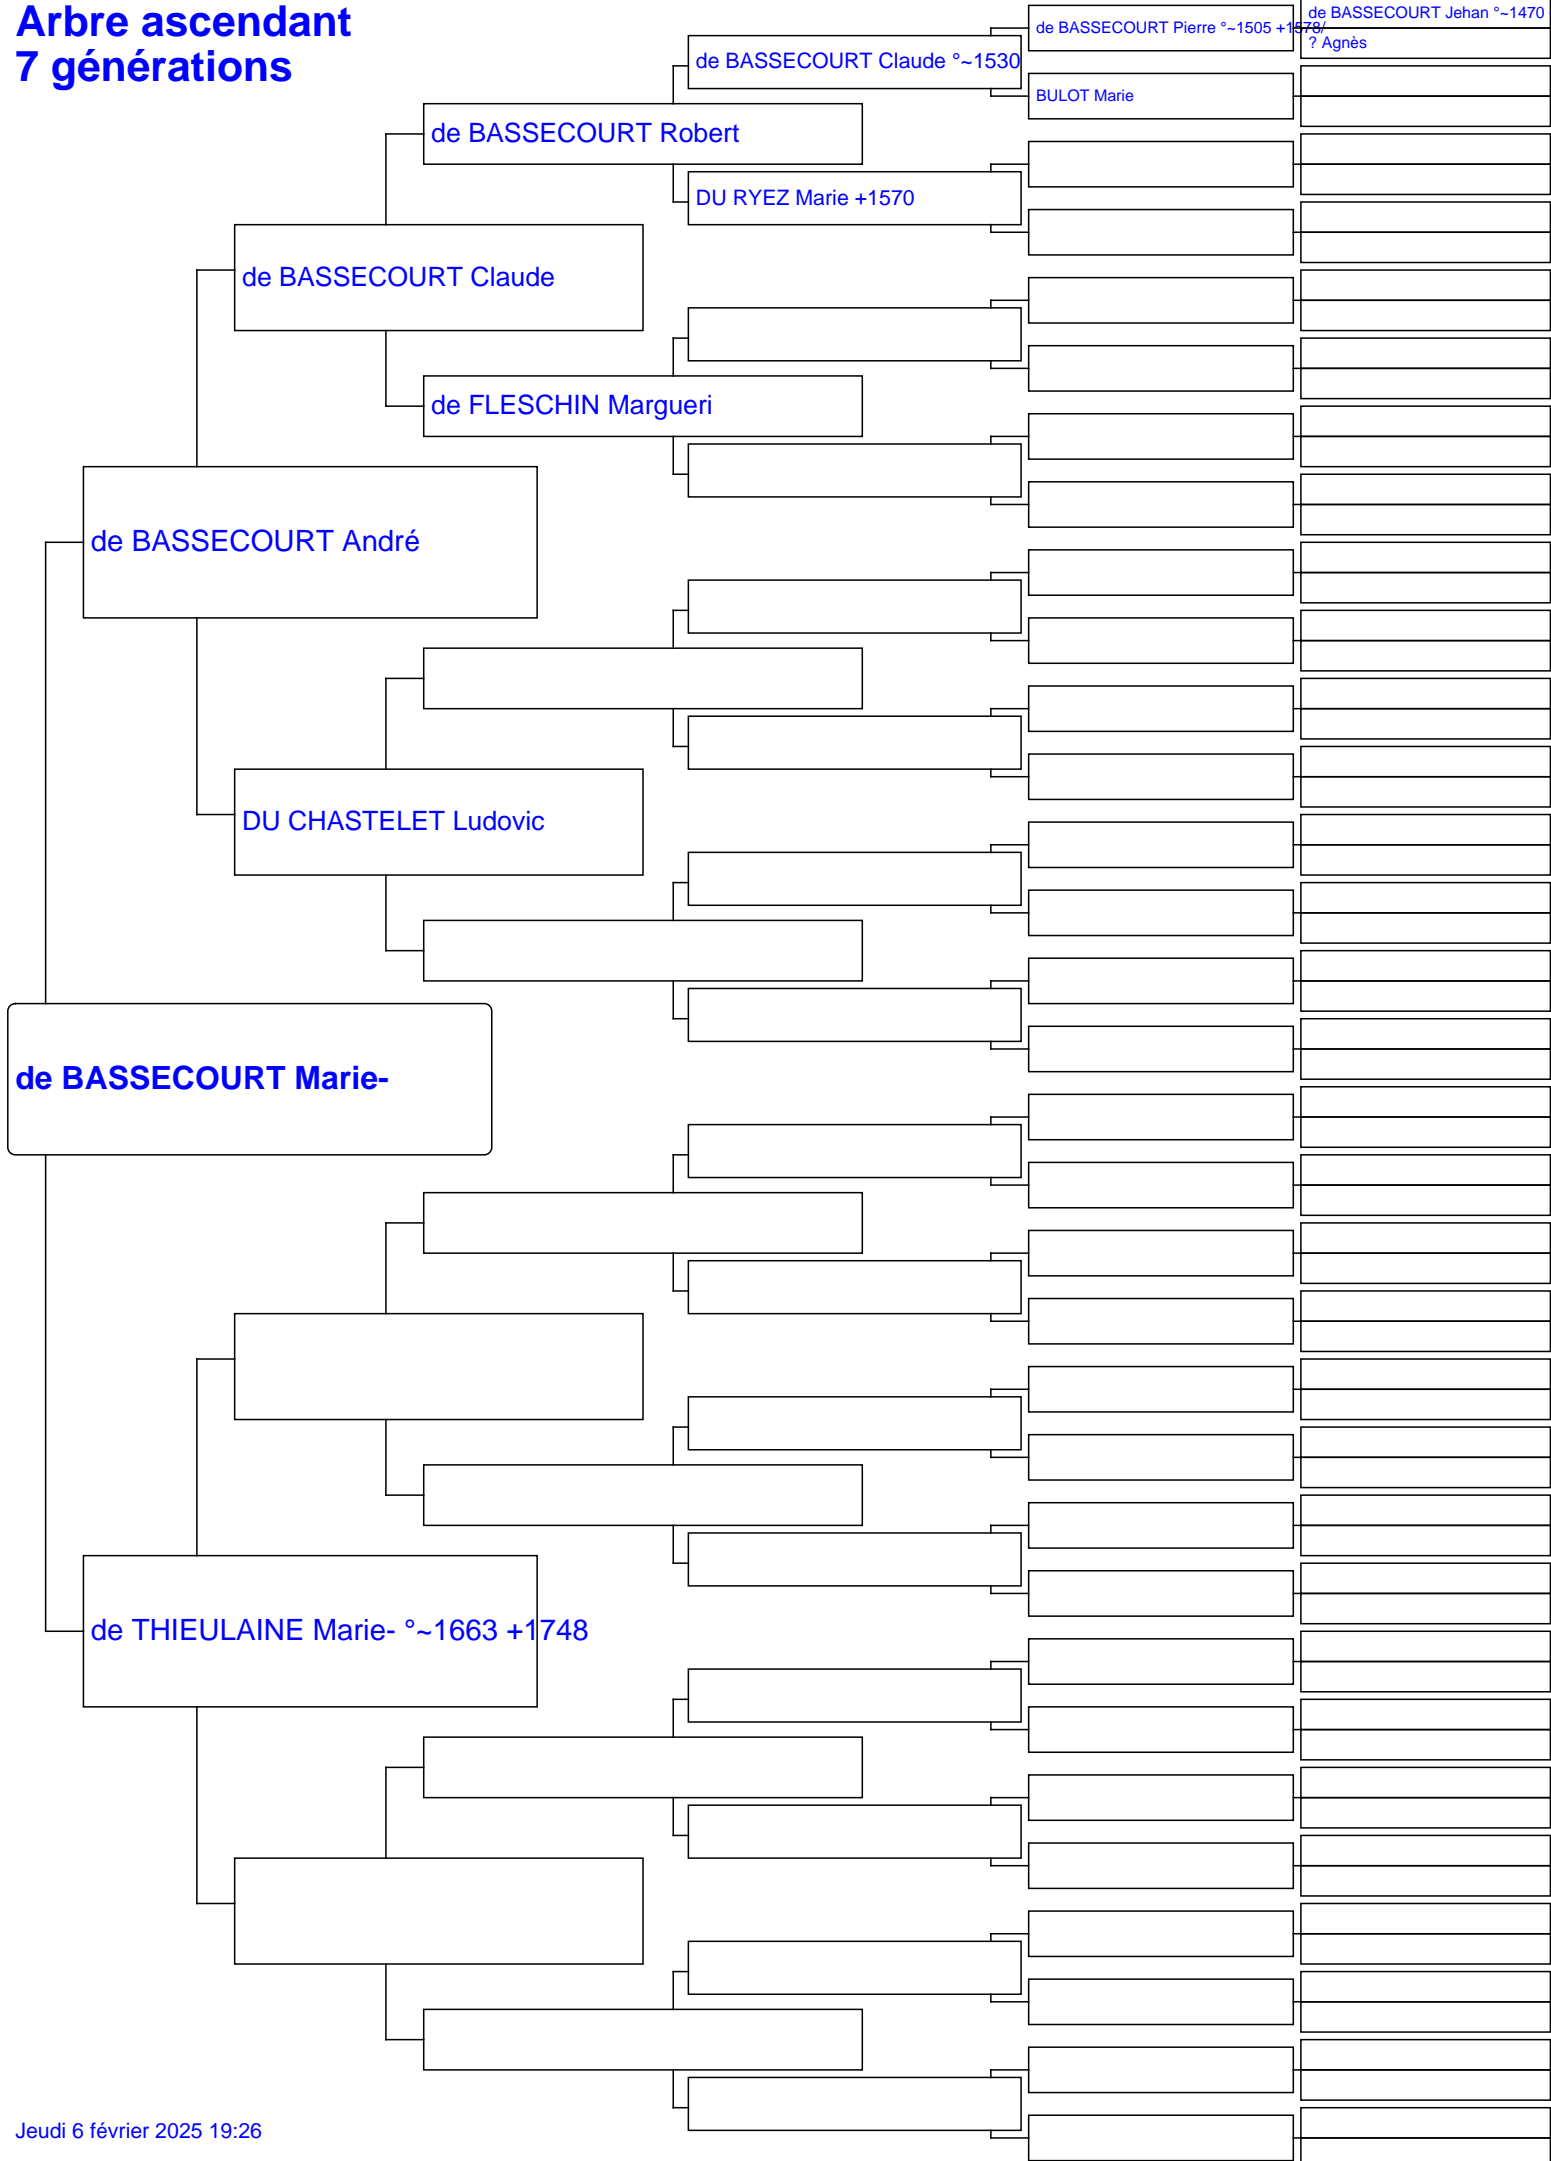 Arbre ascendant
7 générations
de BASSECOURT Jehan °~1470
de BASSECOURT Pierre °~1505 +1578/
? Agnès
de BASSECOURT Claude °~1530
BULOT Marie
de BASSECOURT Robert
DU RYEZ Marie +1570
de BASSECOURT Claude
de FLESCHIN Margueri
de BASSECOURT André
DU CHASTELET Ludovic
de BASSECOURT Marie-
de THIEULAINE Marie- °~1663 +1748
Jeudi 6 février 2025 19:26